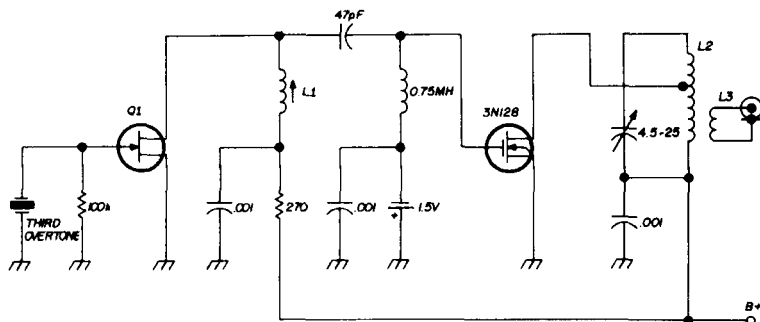 47pF
L2
L1
0.75MH
L3
Q1
3N128
4.5-25
100k
.001
270
.001
+
1.5V
.001
THIRD
OVERTONE
B+